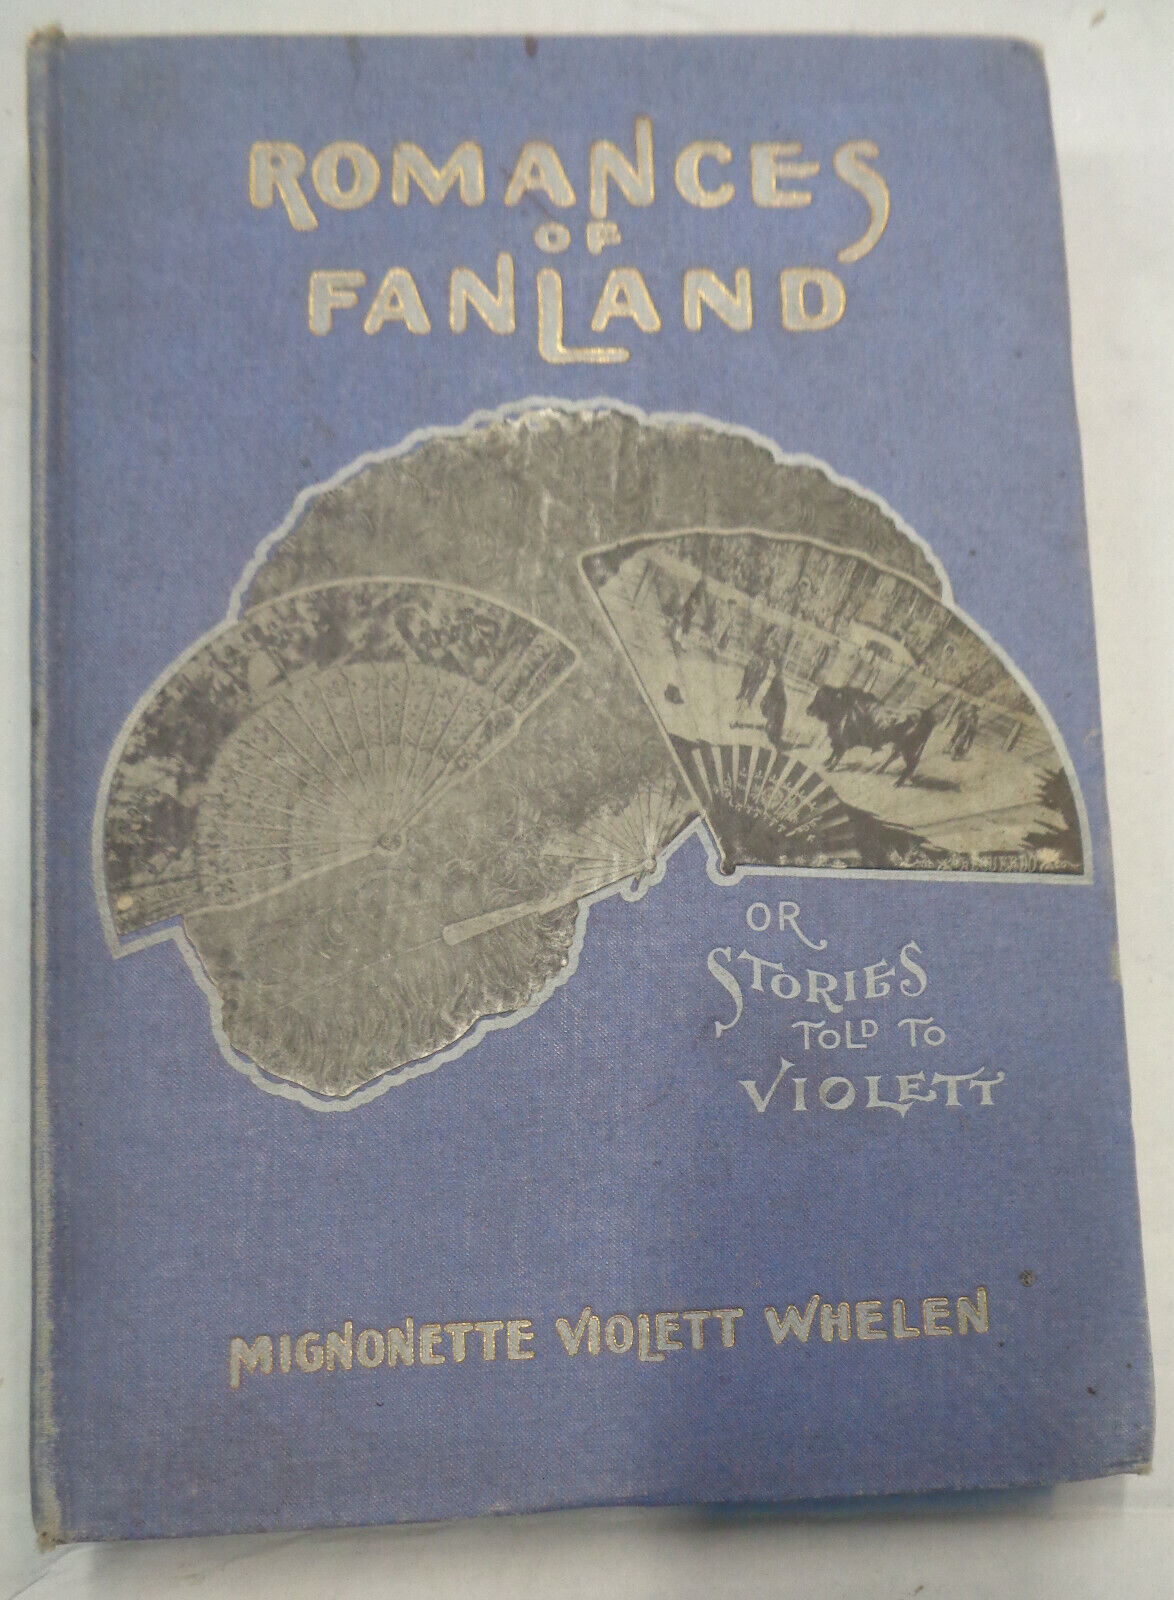 ROMANCES
OF
FANLAND
OR
STORIES
TOLD TO
VIOLETT
MIGNONETTE VIOLETT WHELEN